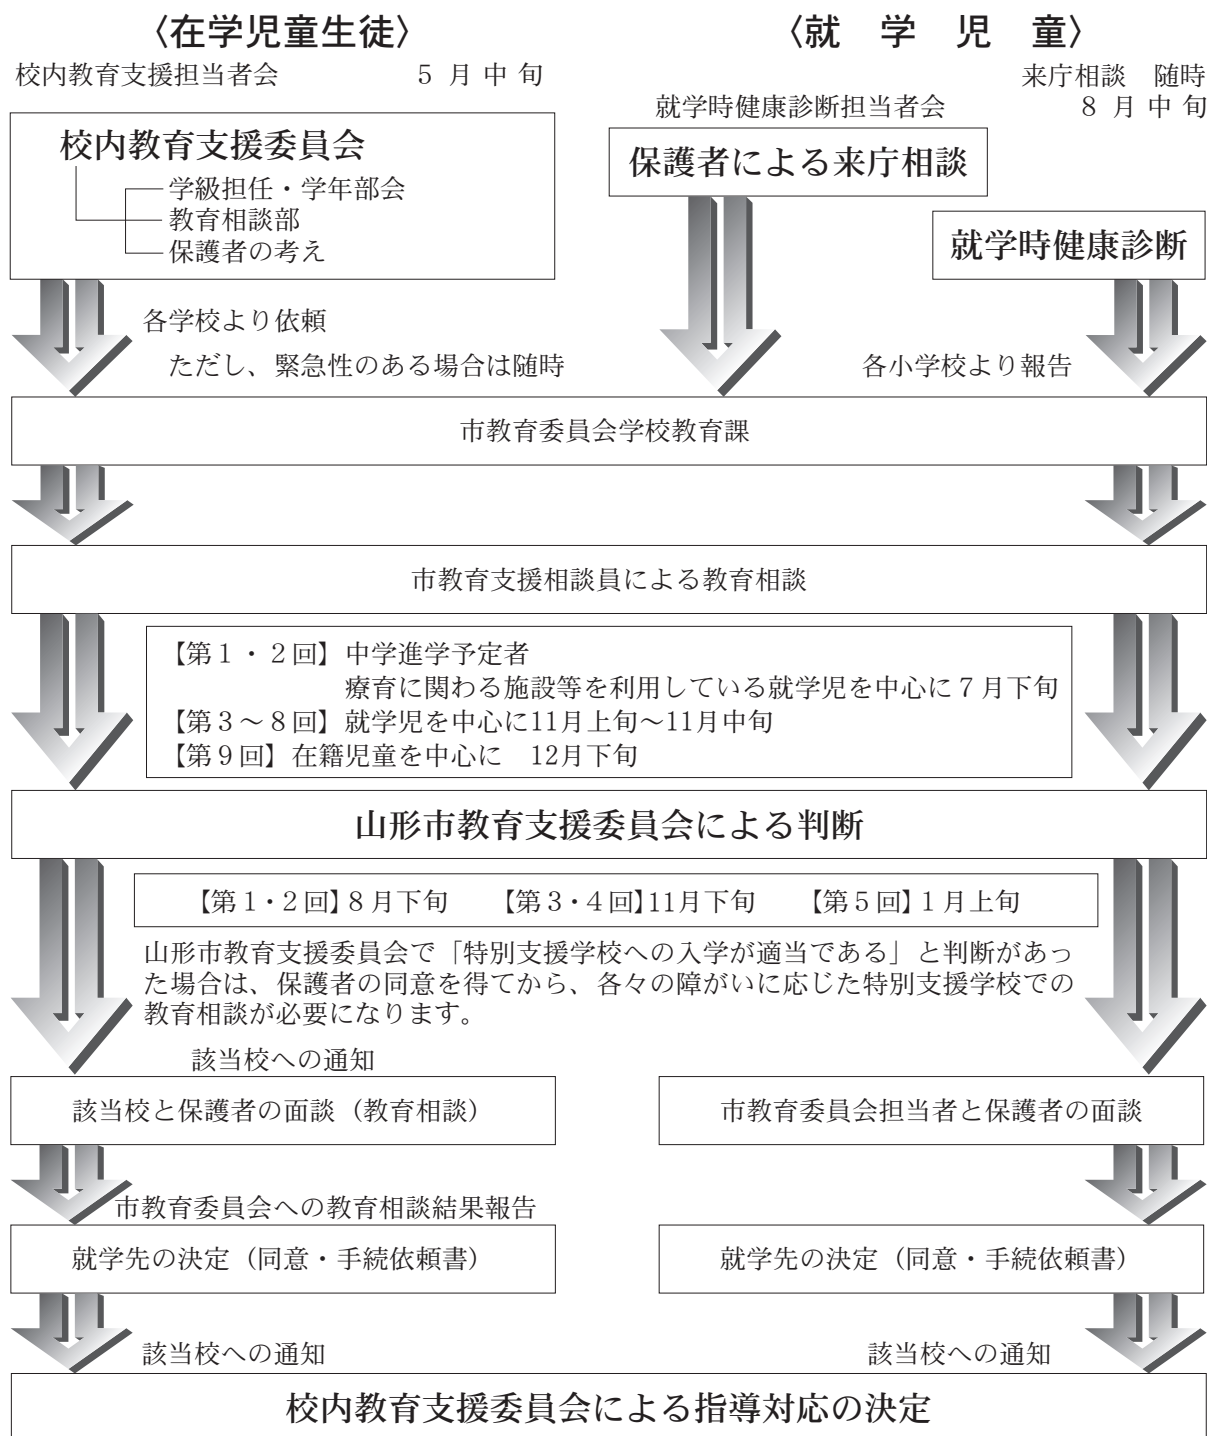 〈在学児童生徒〉
校内教育支援担当者会　５月中旬
校内教育支援委員会
学級担任・学年部会
教育相談部
保護者の考え
各学校より依頼
ただし、緊急性のある場合は随時
〈就　学　児　童〉
来庁相談　随時
就学時健康診断担当者会　８月中旬
保護者による来庁相談
就学時健康診断
各小学校より報告
市教育委員会学校教育課
市教育支援相談員による教育相談
【第１・２回】中学進学予定者
療育に関わる施設等を利用している就学児を中心に７月下旬
【第３～８回】就学児を中心に11月上旬～11月中旬
【第９回】在籍児童を中心に　12月下旬
山形市教育支援委員会による判断
【第１・２回】８月下旬　【第３・４回】11月下旬　【第５回】１月上旬
山形市教育支援委員会で「特別支援学校への入学が適当である」と判断があっ
た場合は、保護者の同意を得てから、各々の障がいに応じた特別支援学校での
教育相談が必要になります。
該当校への通知
該当校と保護者の面談（教育相談）
市教育委員会への教育相談結果報告
就学先の決定（同意・手続依頼書）
該当校への通知
市教育委員会担当者と保護者の面談
就学先の決定（同意・手続依頼書）
該当校への通知
校内教育支援委員会による指導対応の決定